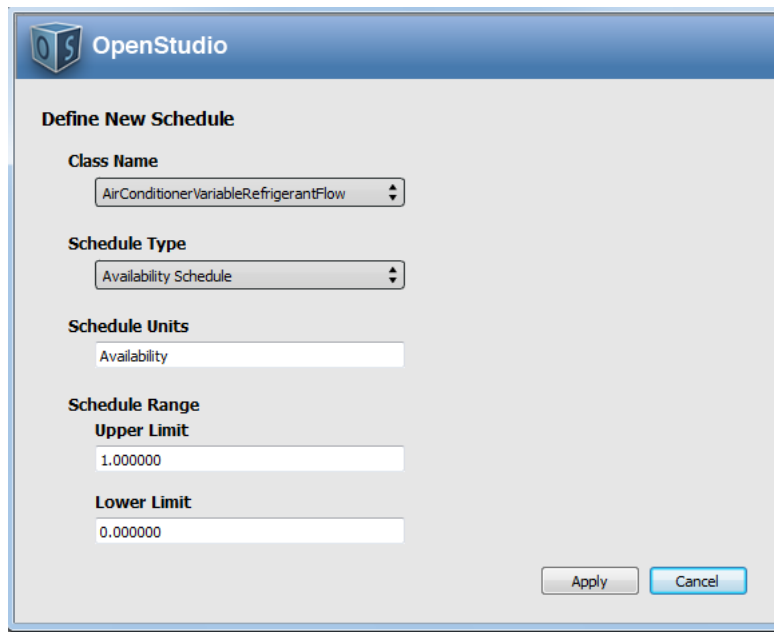 OS OpenStudio
Define New Schedule
Class Name
AirConditionerVariableRefrigerantFlow
Schedule Type
Availability Schedule
Schedule Units
Availability
Schedule Range
Upper Limit
1.000000
Lower Limit
0.000000
Apply Cancel